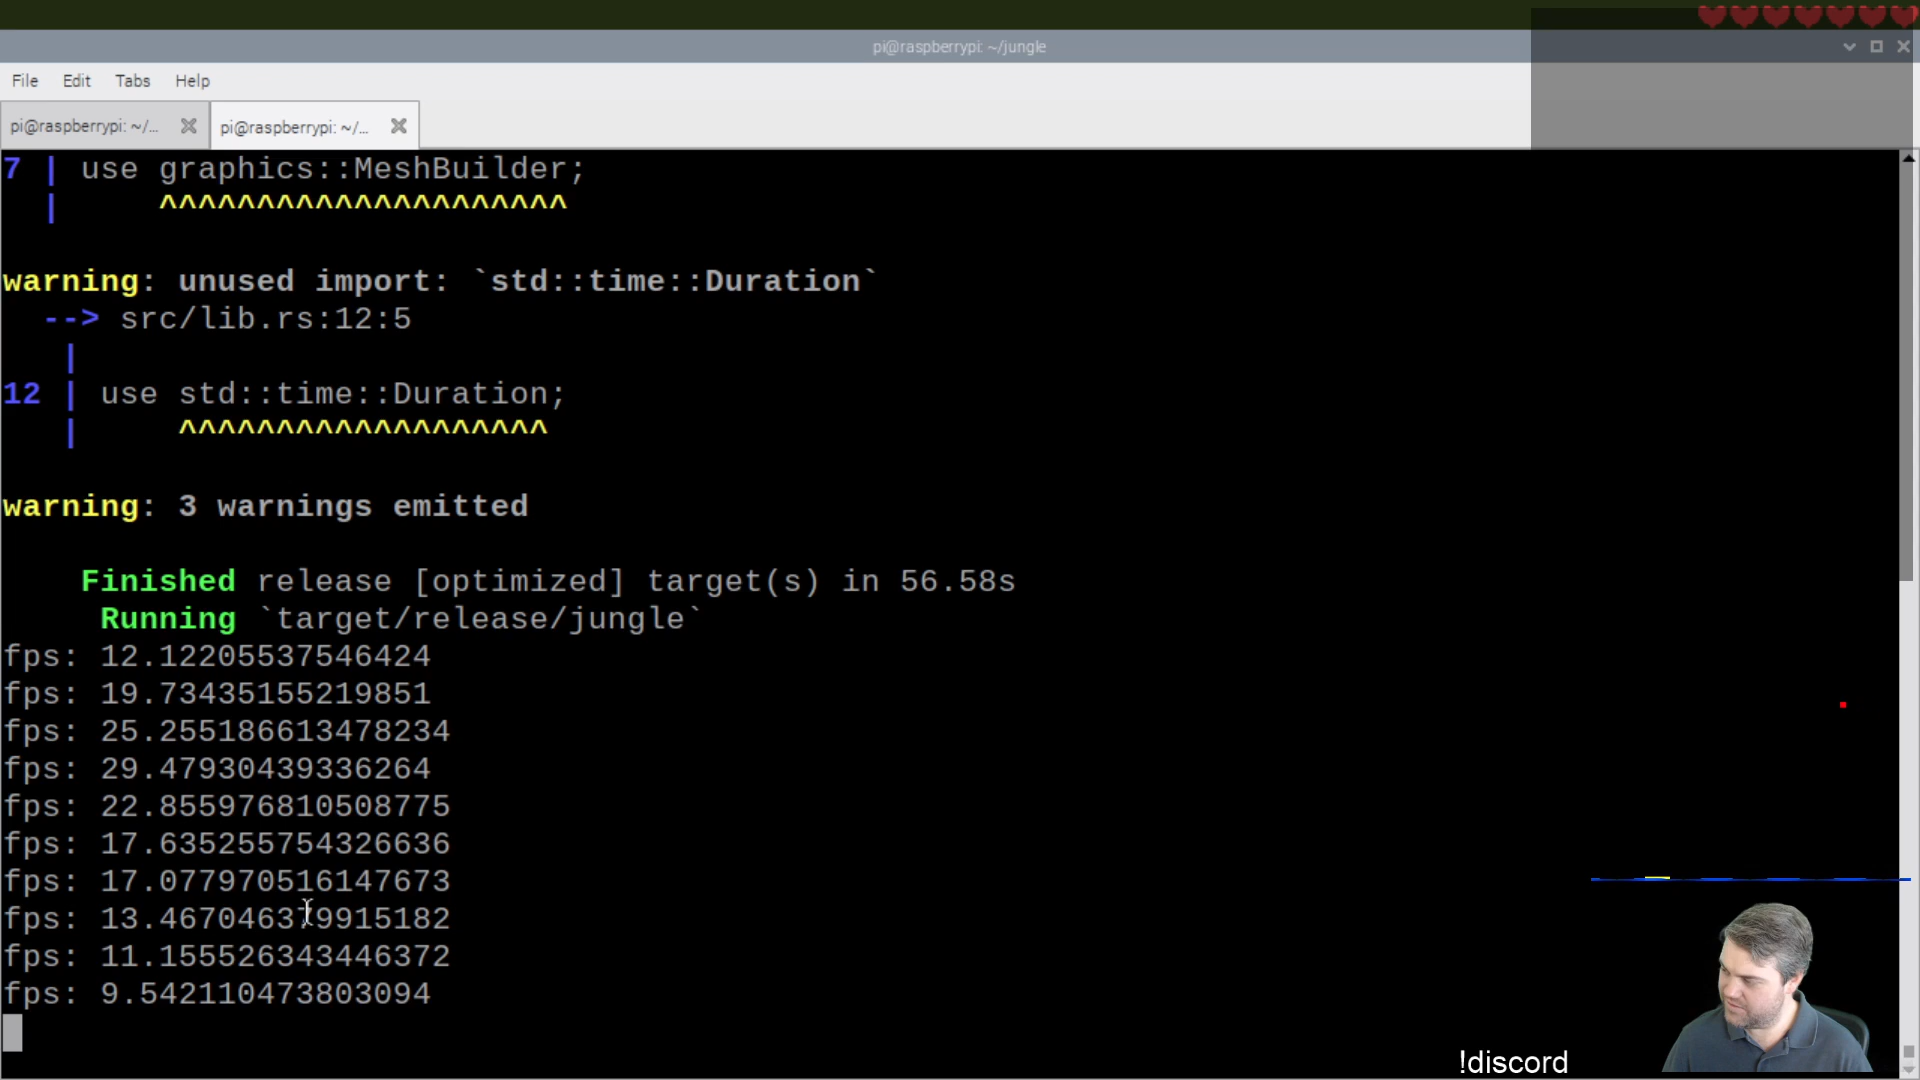 pi@raspberrypi: ~/jungle
File Edit Tabs Help
pi@raspberrypi: ~/... pi@raspberrypi: ~/...
7 | use graphics::MeshBuilder;
  |     ^^^^^^^^^^^^^^^^^^^^^
warning: unused import: `std::time::Duration`
  --> src/lib.rs:12:5
   |
12 | use std::time::Duration;
   |     ^^^^^^^^^^^^^^^^^^^
warning: 3 warnings emitted
Finished release [optimized] target(s) in 56.58s
Running `target/release/jungle`
fps: 12.12205537546424
fps: 19.73435155219851
fps: 25.255186613478234
fps: 29.47930439336264
fps: 22.855976810508775
fps: 17.635255754326636
fps: 17.077970516147673
fps: 13.467046379915182
fps: 11.155526343446372
fps: 9.542110473803094
!discord